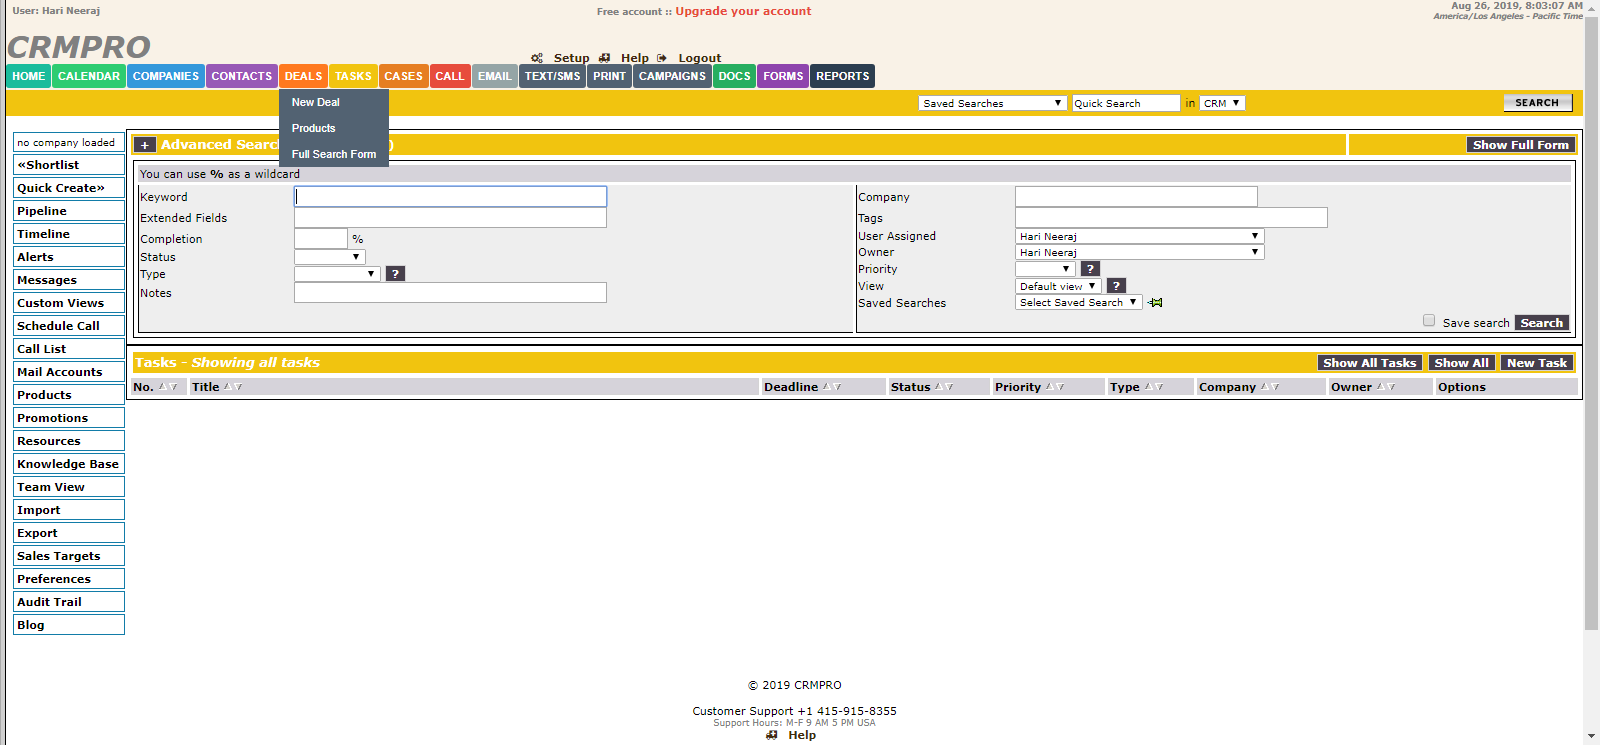 User: Hari Neeraj
Free account :: Upgrade your account
Aug 26, 2019, 8:03:07 AM
America/Los Angeles - Pacific Time
CRMPRO
Setup Help Logout
HOME CALENDAR COMPANIES CONTACTS DEALS TASKS CASES CALL EMAIL TEXT/SMS PRINT CAMPAIGNS DOCS FORMS REPORTS
New Deal
Products
Full Search Form
Saved Searches Quick Search in CRM SEARCH
no company loaded
«Shortlist
Quick Create»
Pipeline
Timeline
Alerts
Messages
Custom Views
Schedule Call
Call List
Mail Accounts
Products
Promotions
Resources
Knowledge Base
Team View
Import
Export
Sales Targets
Preferences
Audit Trail
Blog
+ Advanced Searc ) Show Full Form
You can use % as a wildcard
Keyword
Extended Fields
Completion %
Status
Type ?
Notes
Company
Tags
User Assigned Hari Neeraj
Owner Hari Neeraj
Priority ?
View Default view ?
Saved Searches Select Saved Search
Save search Search
Tasks - Showing all tasks Show All Tasks Show All New Task
No. Title Deadline Status Priority Type Company Owner Options
© 2019 CRMPRO
Customer Support +1 415-915-8355
Support Hours: M-F 9 AM 5 PM USA
Help